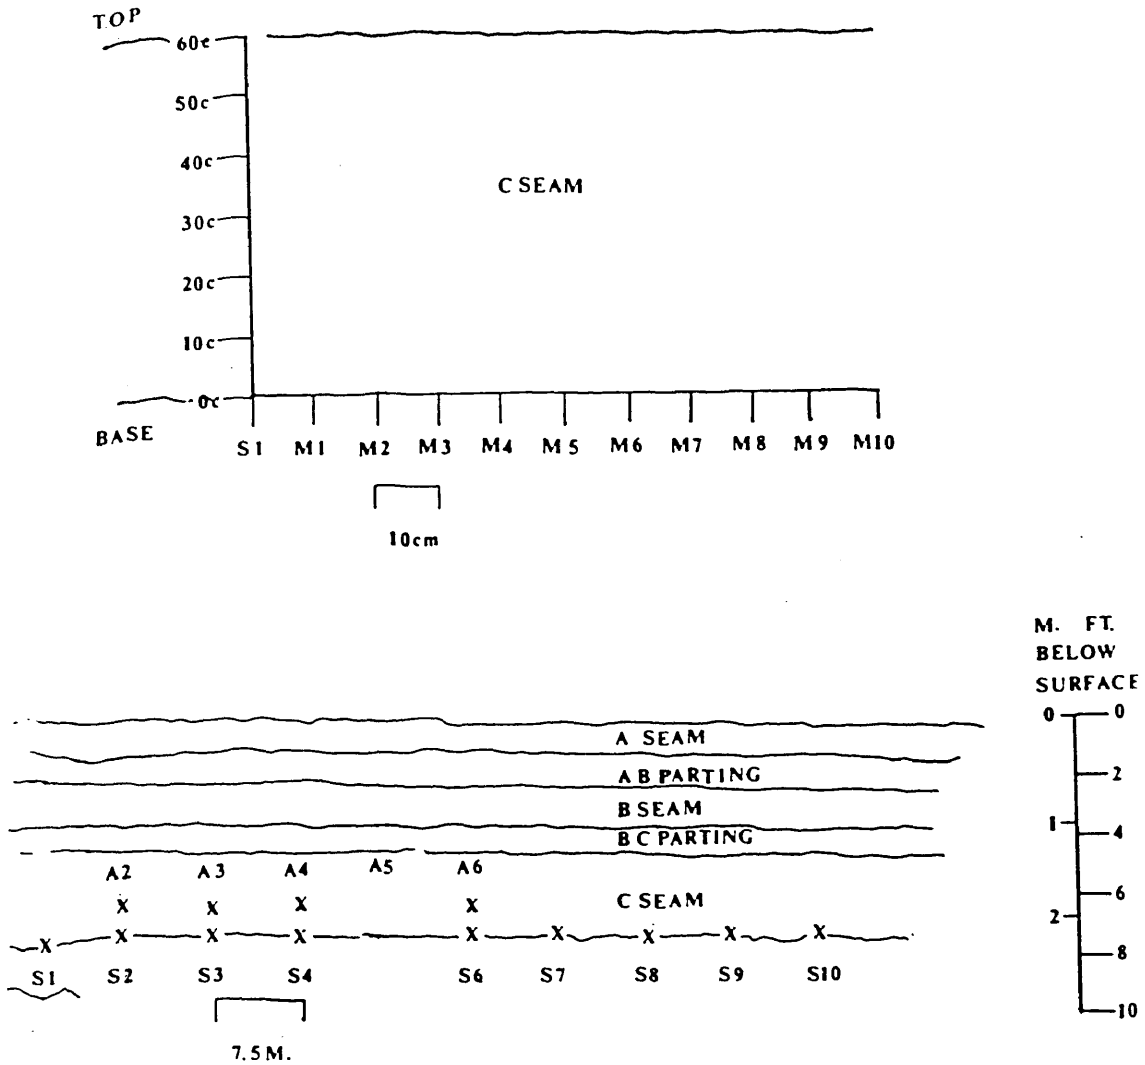 TOP
60c
50c
40c
C SEAM
30c
20c
10c
0c
BASE
S1 M1 M2 M3 M4 M5 M6 M7 M8 M9 M10
10cm
M. FT.
BELOW
SURFACE
0 0
A SEAM
AB PARTING
2
B SEAM
1
BC PARTING
4
A2 A3 A4 A5 A6
6
X X X X
C SEAM
2
X X X X X X X X X
8
S1 S2 S3 S4 S6 S7 S8 S9 S10
10
7.5 M.